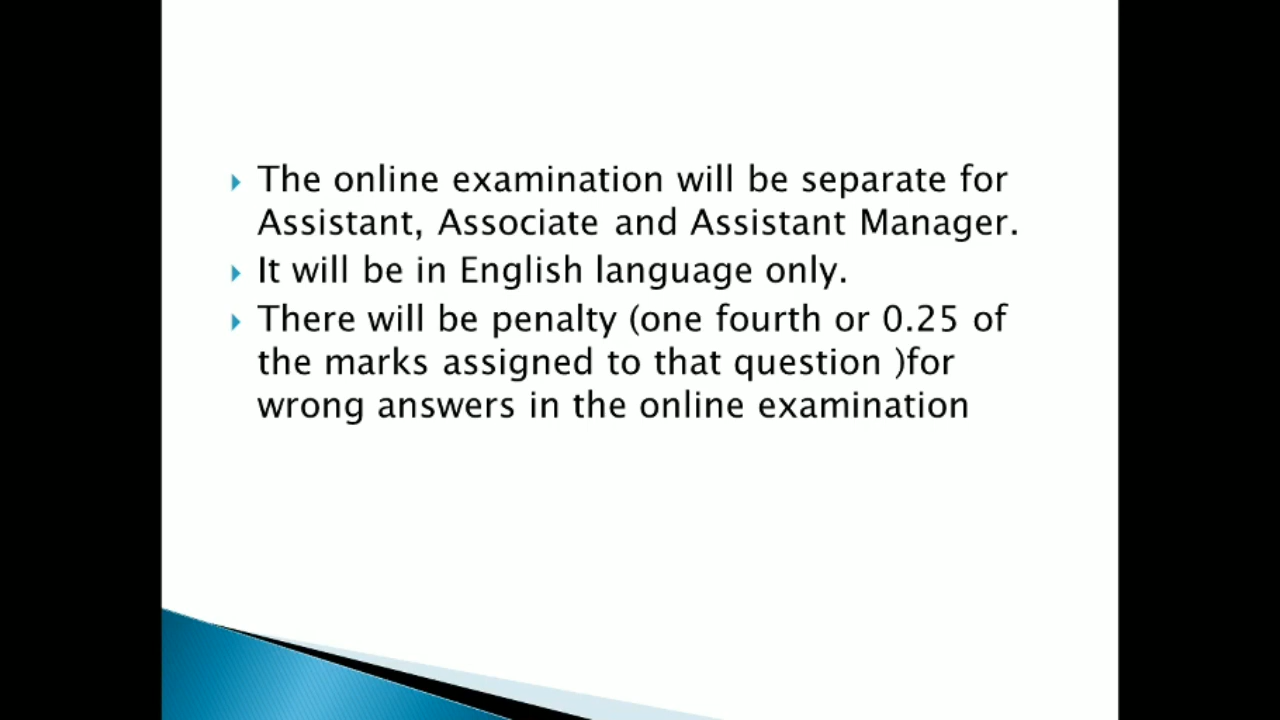 The online examination will be separate for
Assistant, Associate and Assistant Manager.
It will be in English language only.
There will be penalty (one fourth or 0.25 of
the marks assigned to that question )for
wrong answers in the online examination